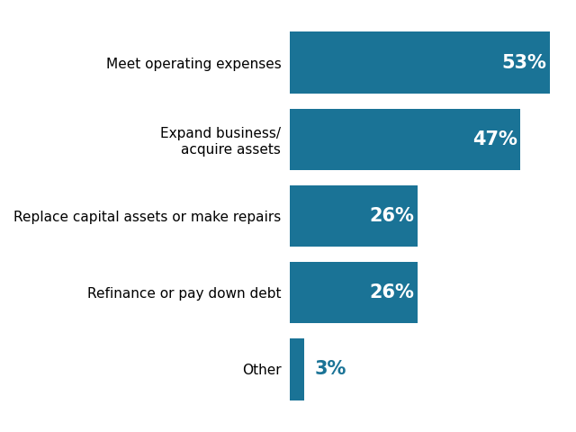 Meet operating expenses
53%
Expand business/
acquire assets
47%
Replace capital assets or make repairs
26%
Refinance or pay down debt
26%
Other
3%